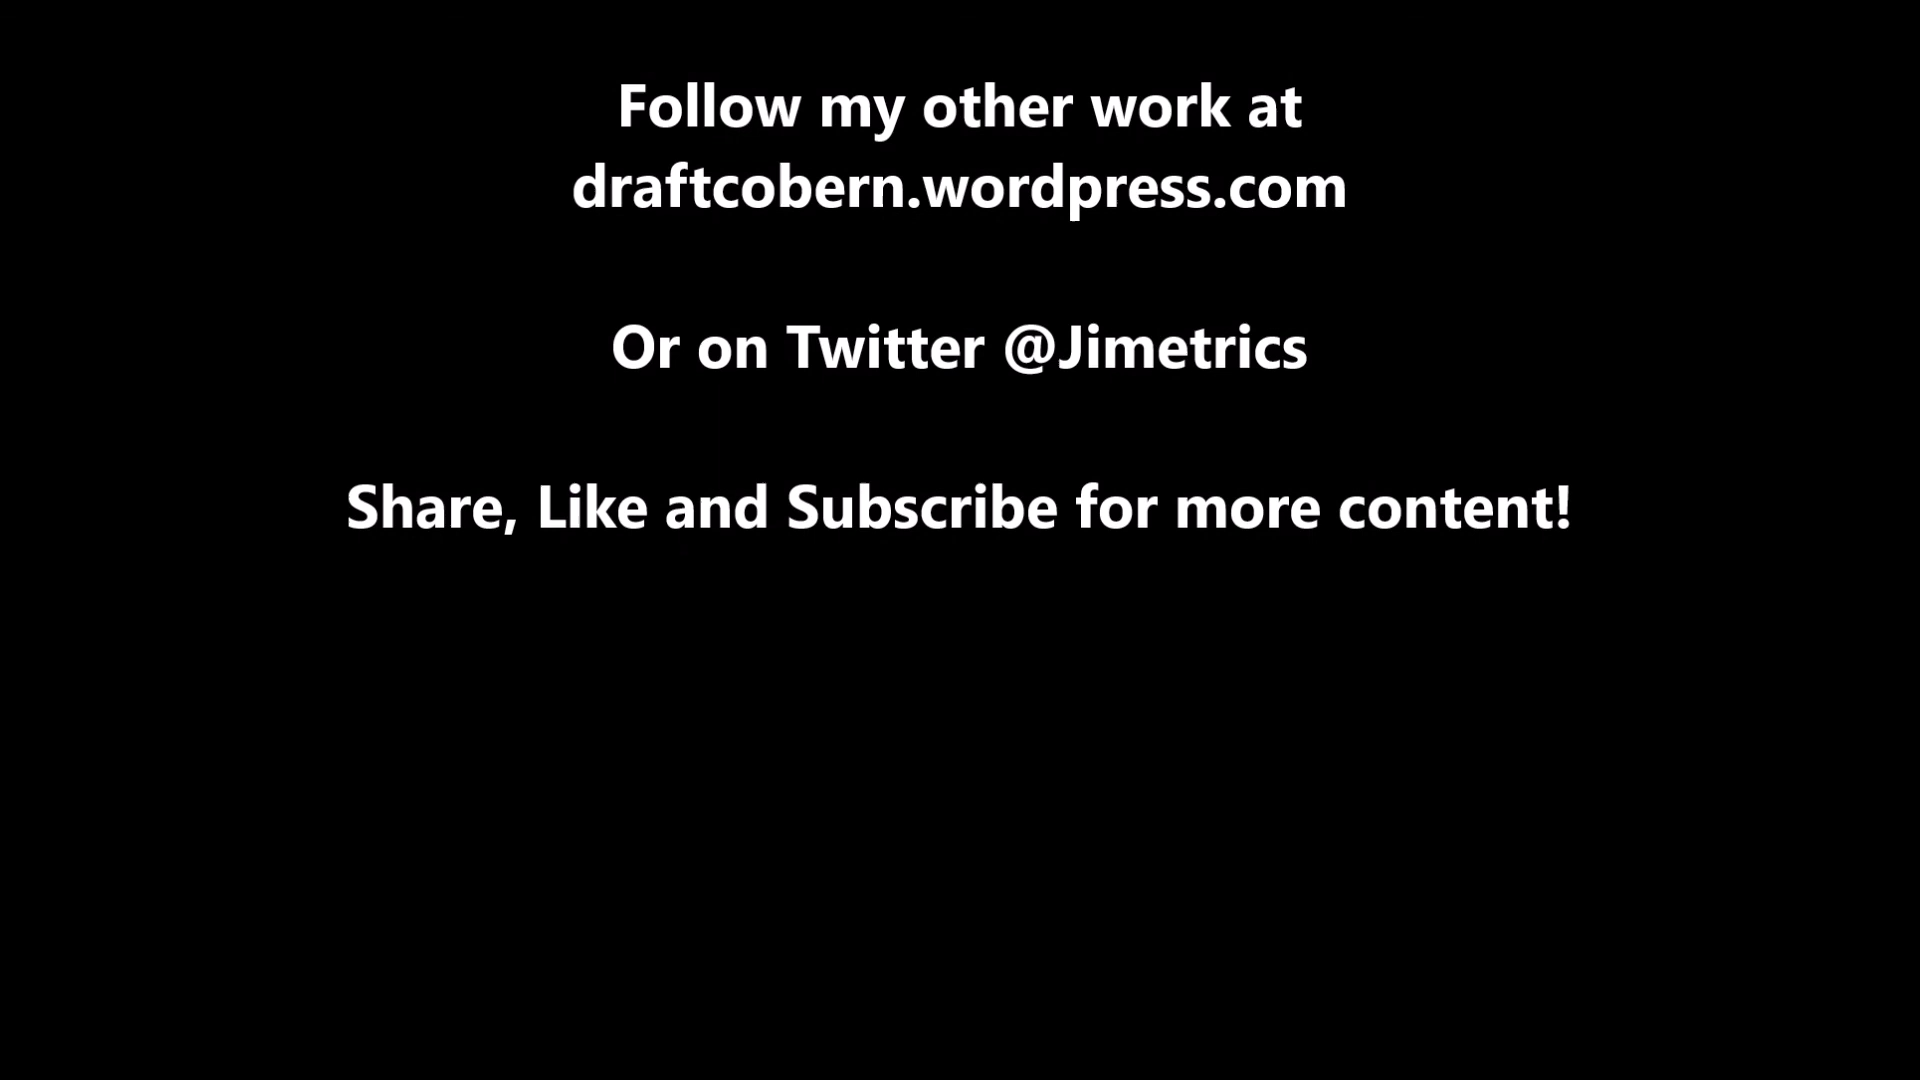 Follow my other work at
draftcobern.wordpress.com
Or on Twitter @Jimetrics
Share, Like and Subscribe for more content!